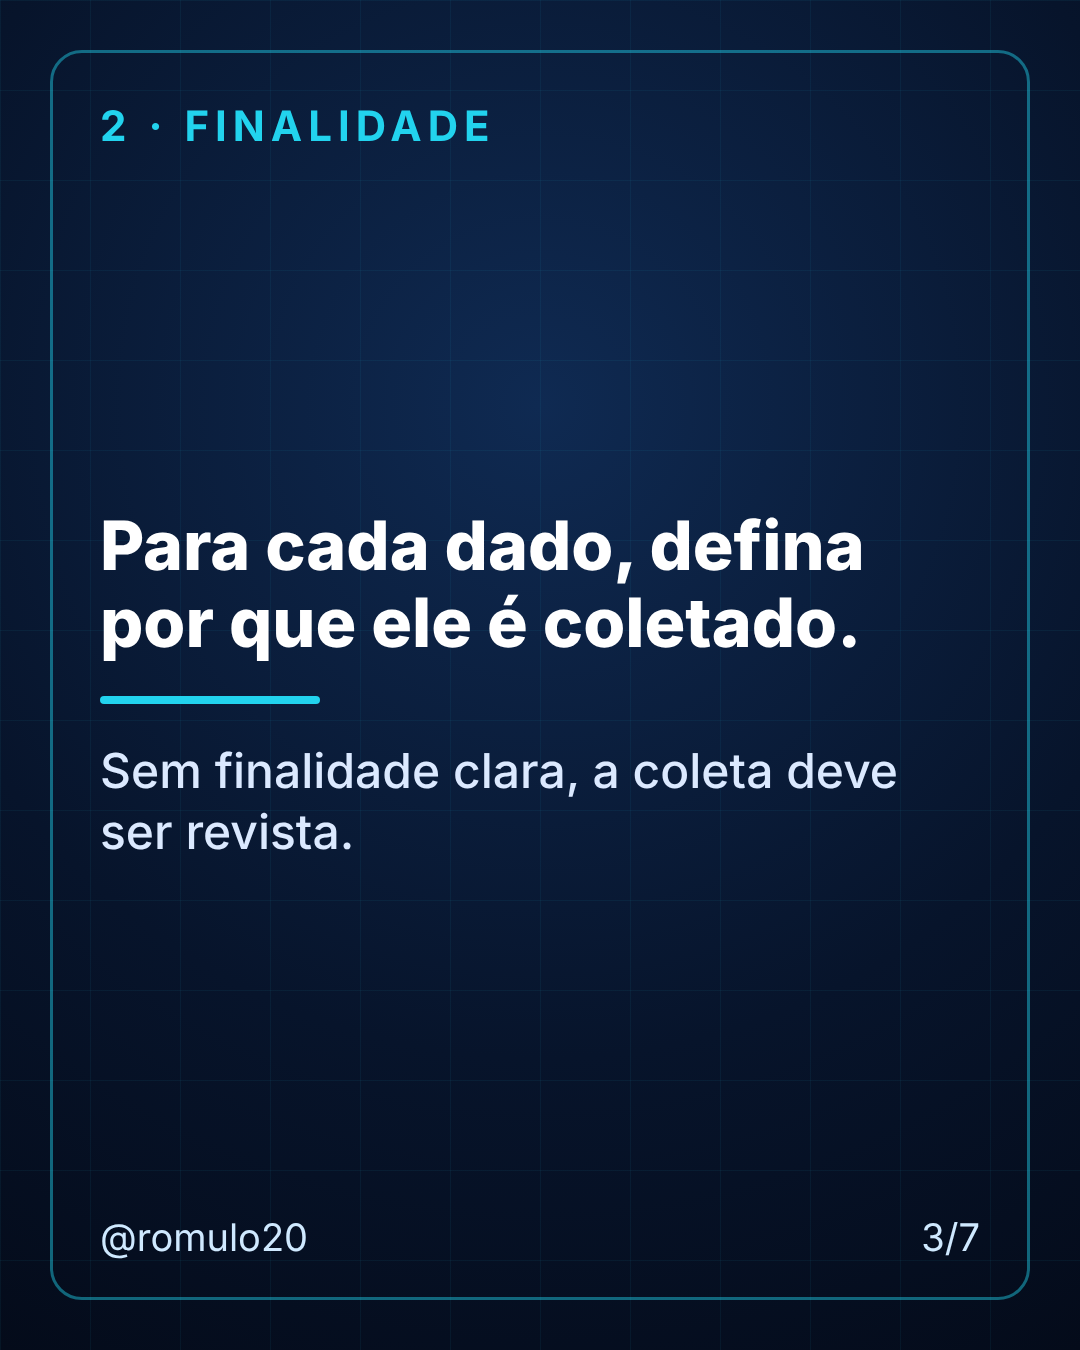 2 · FINALIDADE
Para cada dado, defina
por que ele é coletado.
Sem finalidade clara, a coleta deve
ser revista.
@romulo20
3/7